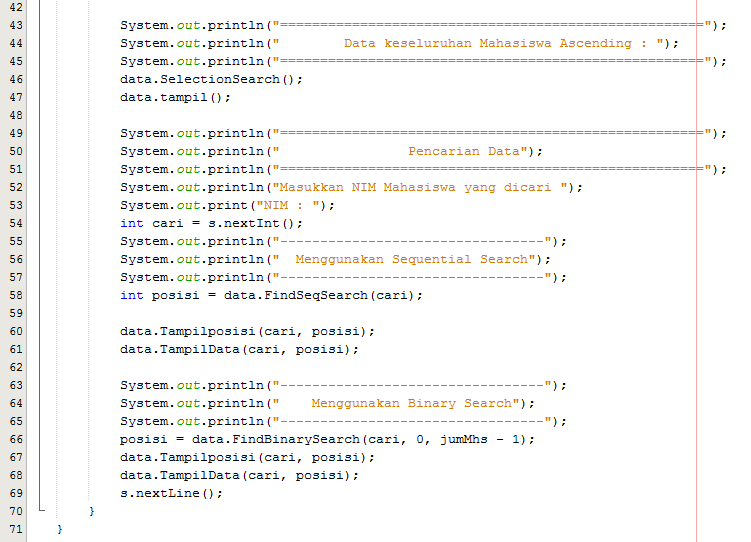 42
43 System.out.println("=====================================================");
44 System.out.println("        Data keseluruhan Mahasiswa Ascending : ");
45 System.out.println("=====================================================");
46 data.SelectionSearch();
47 data.tampil();
48
49 System.out.println("=====================================================");
50 System.out.println("                Pencarian Data");
51 System.out.println("=====================================================");
52 System.out.println("Masukkan NIM Mahasiswa yang dicari ");
53 System.out.print("NIM : ");
54 int cari = s.nextInt();
55 System.out.println("---------------------------------");
56 System.out.println("  Menggunakan Sequential Search");
57 System.out.println("---------------------------------");
58 int posisi = data.FindSeqSearch(cari);
59
60 data.Tampilposisi(cari, posisi);
61 data.TampilData(cari, posisi);
62
63 System.out.println("---------------------------------");
64 System.out.println("    Menggunakan Binary Search");
65 System.out.println("---------------------------------");
66 posisi = data.FindBinarySearch(cari, 0, jumMhs - 1);
67 data.Tampilposisi(cari, posisi);
68 data.TampilData(cari, posisi);
69 s.nextLine();
70 }
71 }